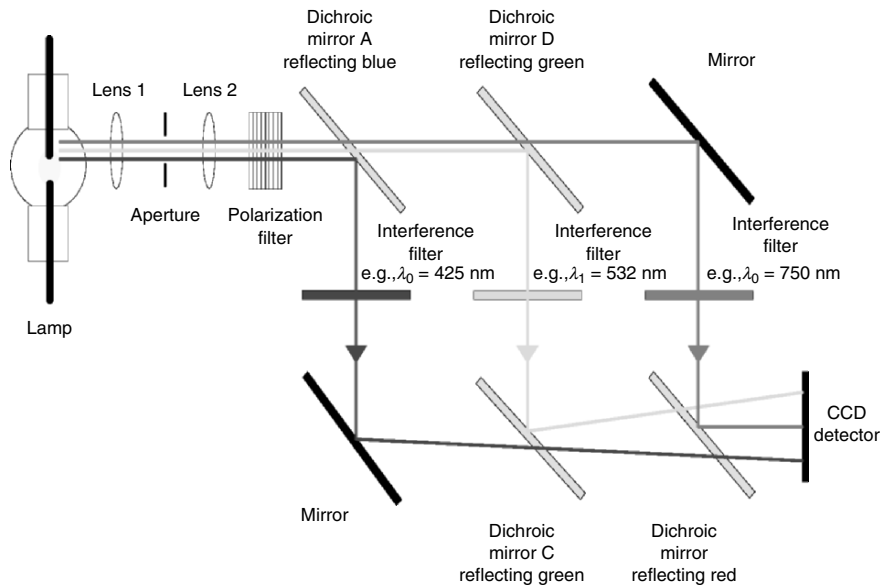 Dichroic
mirror A
reflecting blue
Dichroic
mirror D
reflecting green
Mirror
Lens 1
Lens 2
Aperture
Polarization
filter
Interference
filter
e.g.,λ₀ = 425 nm
Interference
filter
e.g.,λ₁ = 532 nm
Interference
filter
e.g., λ₀ = 750 nm
Lamp
CCD
detector
Mirror
Dichroic
mirror C
reflecting green
Dichroic
mirror
reflecting red